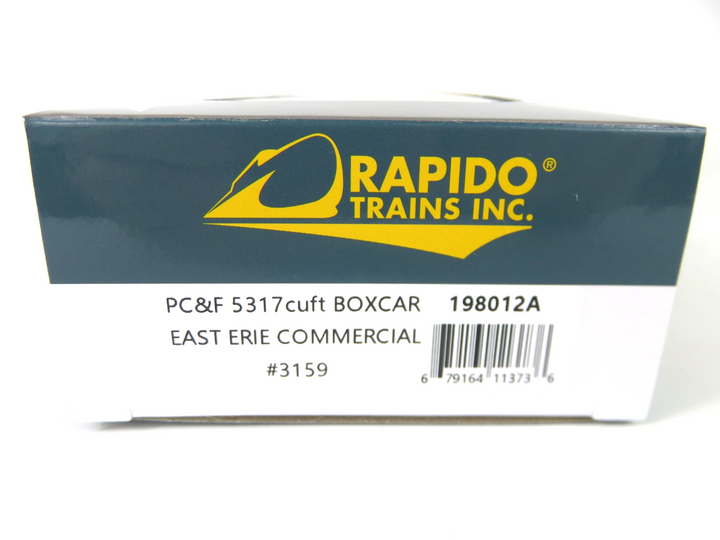 RAPIDO®
TRAINS INC.
PC&F 5317cuft BOXCAR 198012A
EAST ERIE COMMERCIAL
#3159
6 79164 11373 6